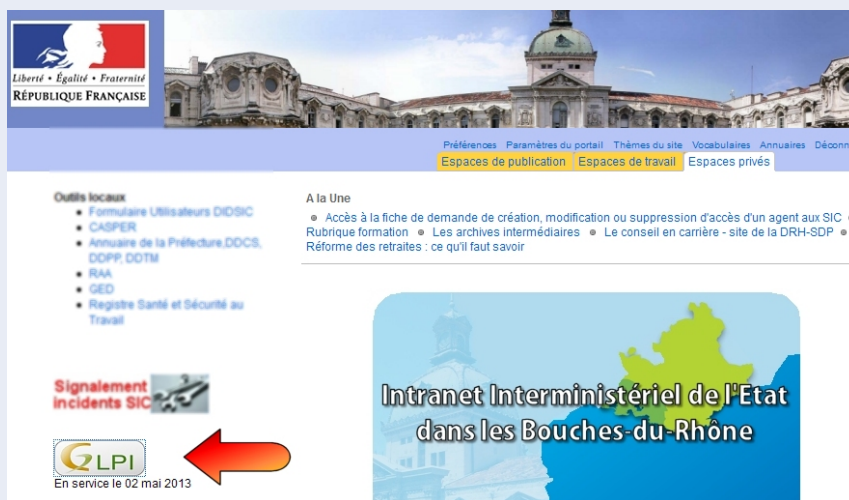 Liberté • Égalité • Fraternité
RÉPUBLIQUE FRANÇAISE
Préférences Paramètres du portail Thèmes du site Vocabulaires Annuaires Déconn
Espaces de publication Espaces de travail Espaces privés
Outils locaux
Formulaire Utilisateurs DIDSIC
CASPER
Annuaire de la Préfecture,DDCS,
DDPP, DDTM
RAA
GED
Registre Santé et Sécurité au
Travail
Signalement
incidents SIC
GLPI
En service le 02 mai 2013
A la Une
Accès à la fiche de demande de création, modification ou suppression d'accès d'un agent aux SIC
Rubrique formation Les archives intermédiaires Le conseil en carrière - site de la DRH-SDP
Réforme des retraites : ce qu'il faut savoir
Intranet Interministériel de l'Etat
dans les Bouches-du-Rhône